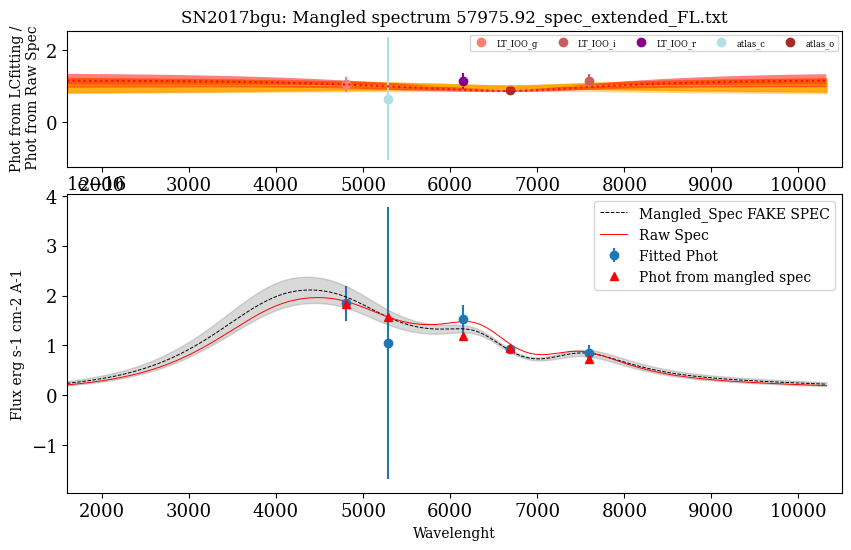 SN2017bgu: Mangled spectrum 57975.92_spec_extended_FL.txt
Phot from LCfitting /
Phot from Raw Spec
2
0
LT_IOO_g
LT_IOO_i
LT_IOO_r
atlas_c
atlas_o
2000 3000 4000 5000 6000 7000 8000 9000 10000
1e−16
Flux erg s-1 cm-2 A-1
4
3
2
1
0
−1
Mangled_Spec FAKE SPEC
Raw Spec
Fitted Phot
Phot from mangled spec
2000 3000 4000 5000 6000 7000 8000 9000 10000
Wavelenght